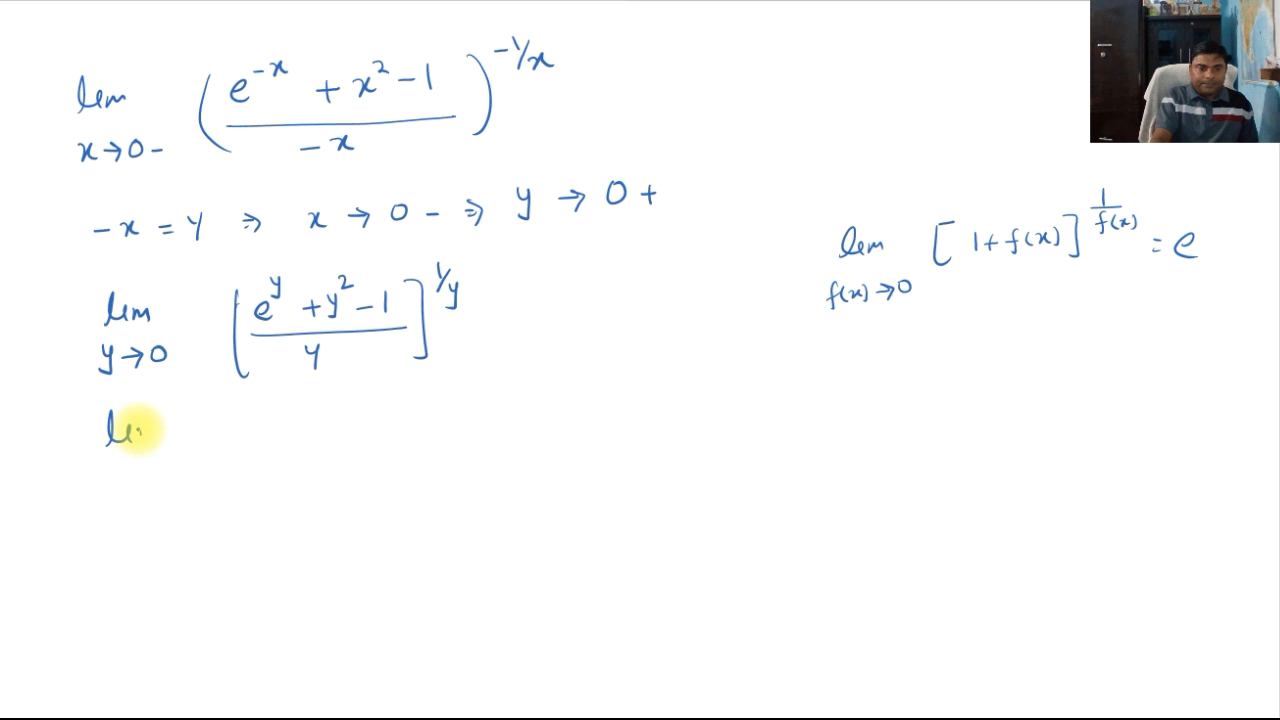 lim x→0- ((e^{-x} + x^2 - 1)/(-x))^{-1/x}
-x = y ⇒ x → 0 - ⇒ y → 0 +
lim f(x)→0 [1 + f(x)]^{1/f(x)} = e
lim y→0 [(e^y + y^2 - 1)/y]^{1/y}